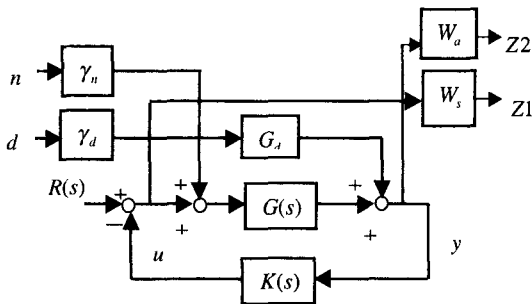 W_a
Z2
n
γ_n
W_s
Z1
d
γ_d
G_d
R(s)
+
−
+
+
G(s)
+
+
u
y
K(s)